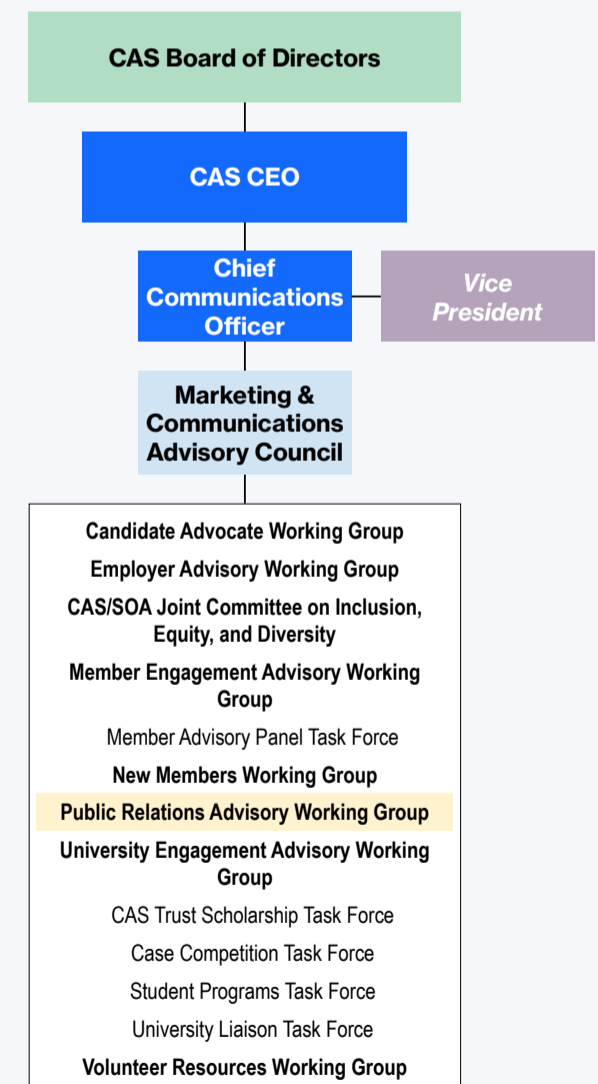 CAS Board of Directors
CAS CEO
Chief
Communications
Officer
Vice
President
Marketing &
Communications
Advisory Council
Candidate Advocate Working Group
Employer Advisory Working Group
CAS/SOA Joint Committee on Inclusion,
Equity, and Diversity
Member Engagement Advisory Working
Group
Member Advisory Panel Task Force
New Members Working Group
Public Relations Advisory Working Group
University Engagement Advisory Working
Group
CAS Trust Scholarship Task Force
Case Competition Task Force
Student Programs Task Force
University Liaison Task Force
Volunteer Resources Working Group